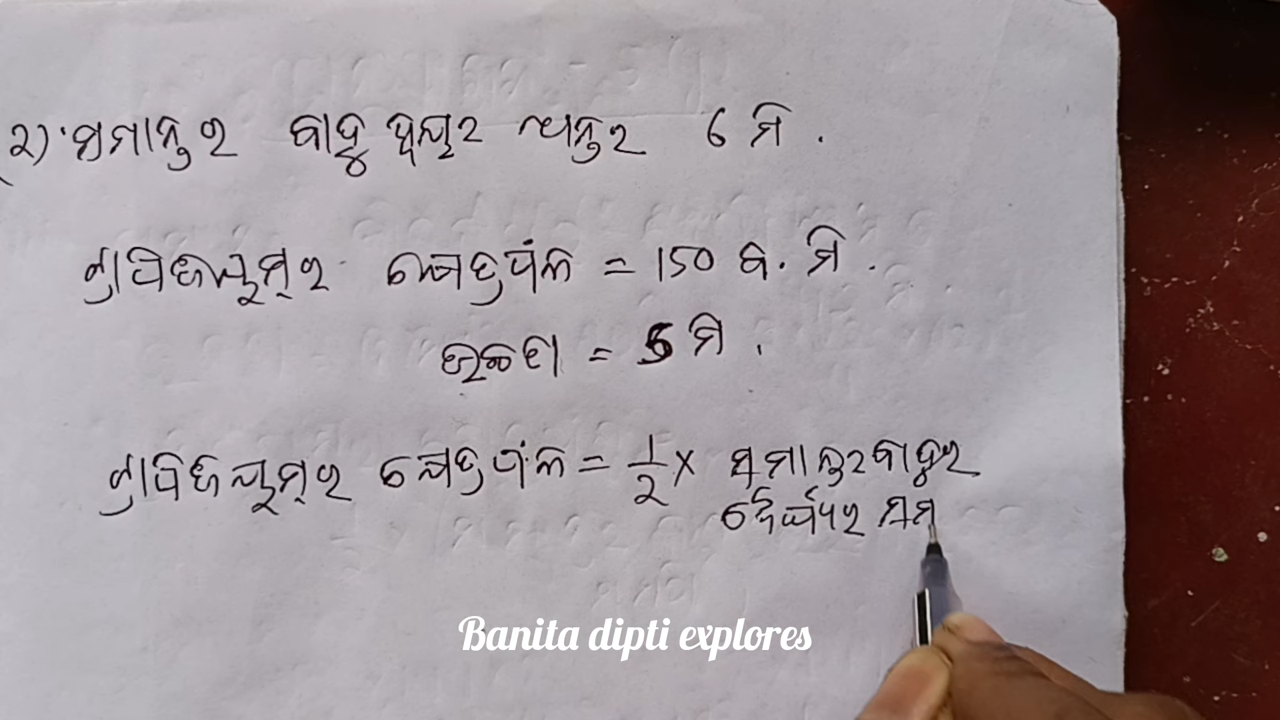 ୨) ସମାନ୍ତର ବାହୁ ଦ୍ଵୟର ଅନ୍ତର 6 ମି .
ଟ୍ରାପିଜିୟମ୍‌ର କ୍ଷେତ୍ରଫଳ = 150 ବ. ମି .
ଉଚ୍ଚତା = 5 ମି .
ଟ୍ରାପିଜିୟମ୍‌ର କ୍ଷେତ୍ରଫଳ = 1/2 x ସମାନ୍ତର ବାହୁର
ଦୈର୍ଘ୍ୟର ସମ
Banita dipti explores